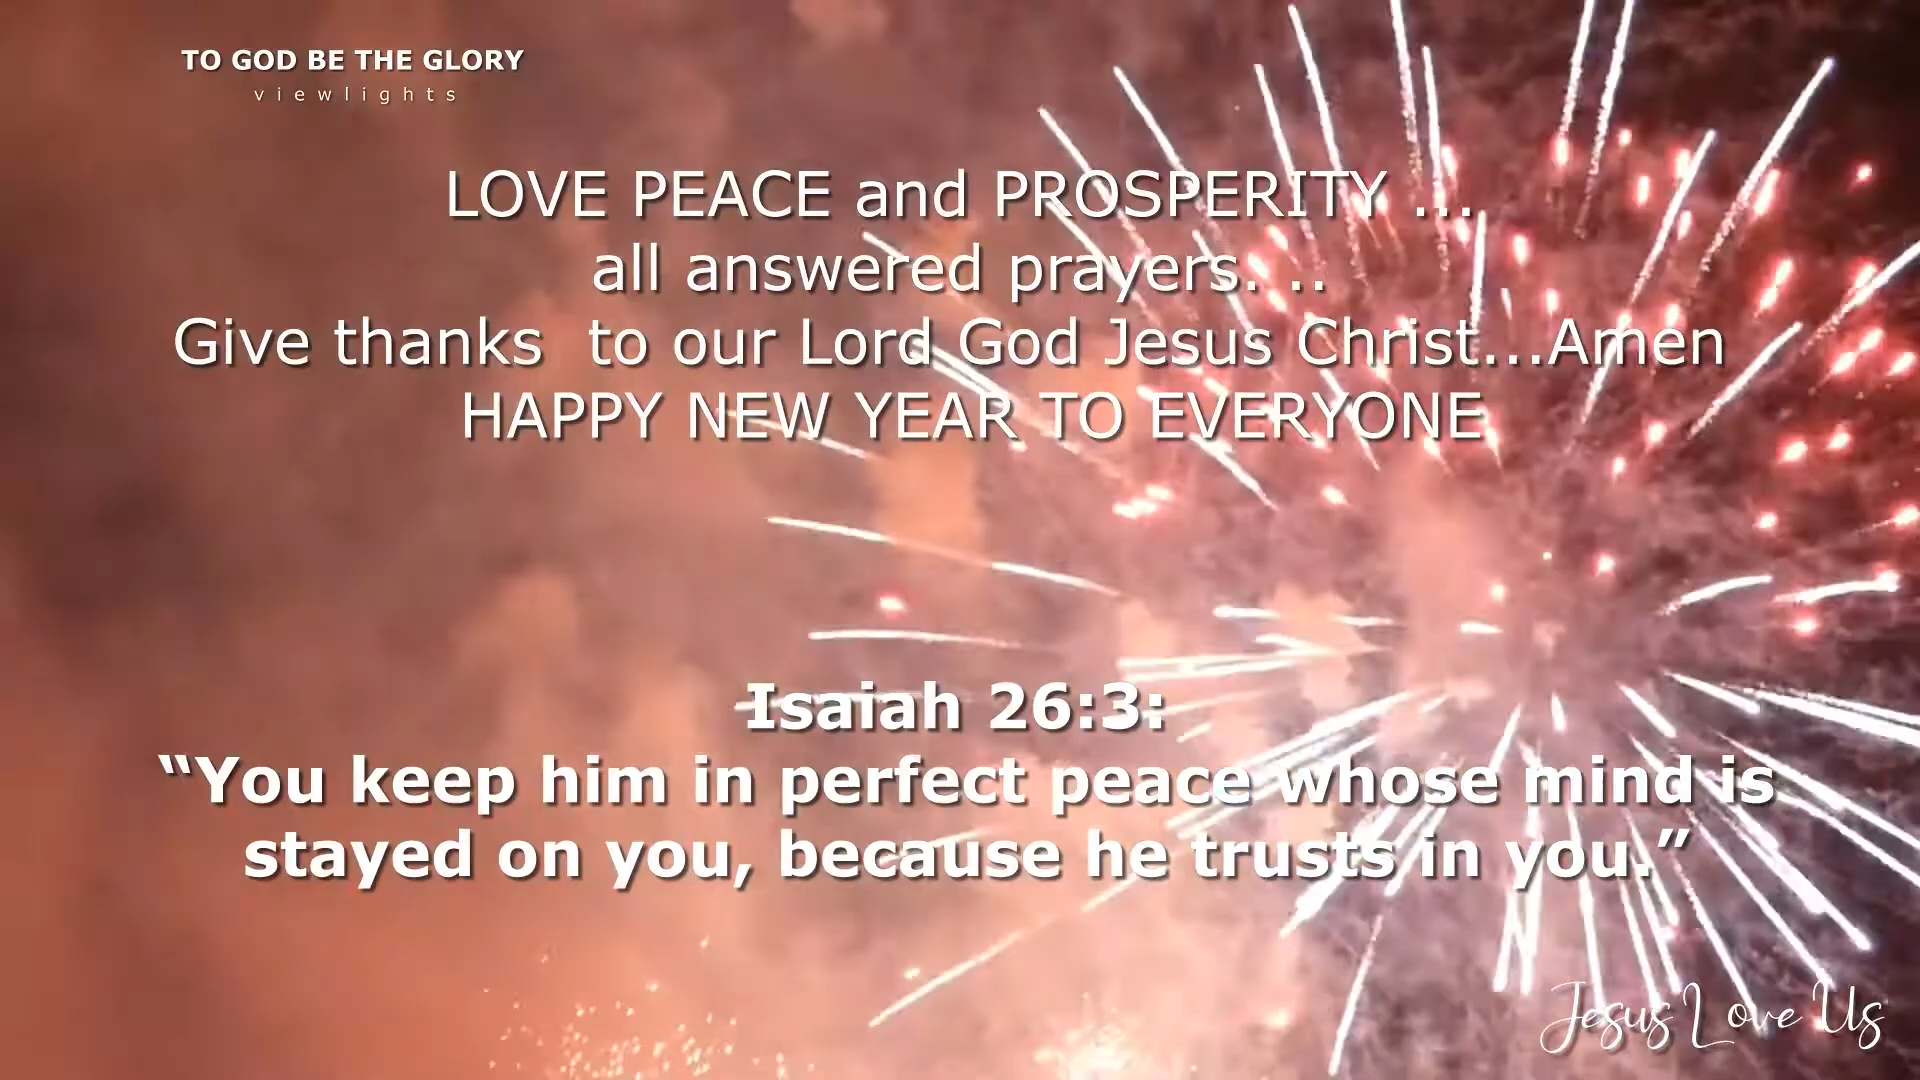 TO GOD BE THE GLORY
viewlights
LOVE PEACE and PROSPERITY ...
all answered prayers. ..
Give thanks  to our Lord God Jesus Christ...Amen
HAPPY NEW YEAR TO EVERYONE
Isaiah 26:3:
“You keep him in perfect peace whose mind is
stayed on you, because he trusts in you.”
Jesus Love Us